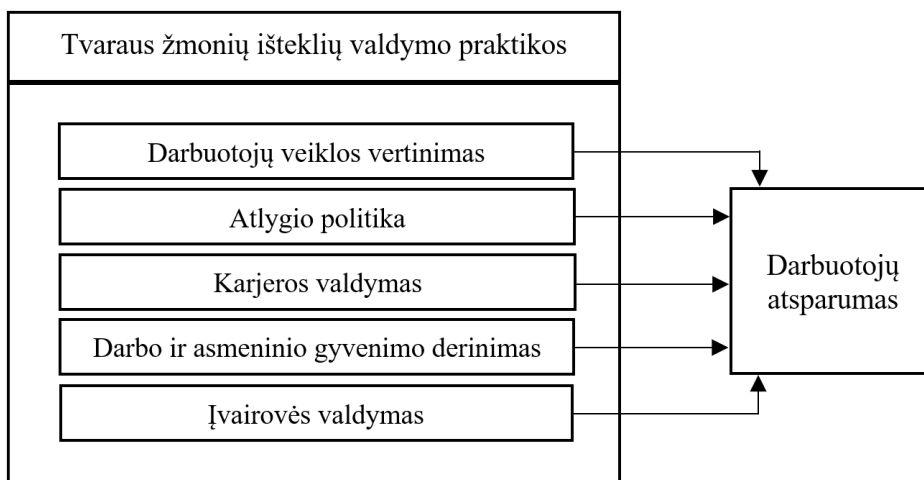 Tvaraus žmonių išteklių valdymo praktikos
Darbuotojų veiklos vertinimas
Atlygio politika
Karjeros valdymas
Darbo ir asmeninio gyvenimo derinimas
Įvairovės valdymas
Darbuotojų
atsparumas